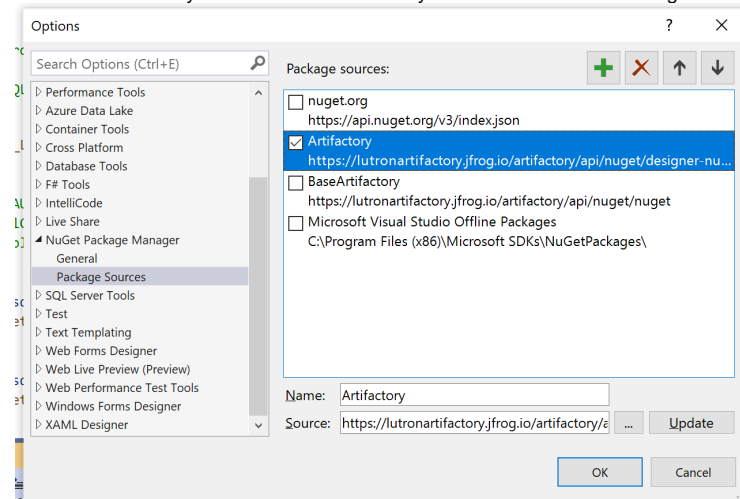 Options
?
Search Options (Ctrl+E)
Performance Tools
Azure Data Lake
Container Tools
Cross Platform
Database Tools
F# Tools
IntelliCode
Live Share
NuGet Package Manager
General
Package Sources
SQL Server Tools
Test
Text Templating
Web Forms Designer
Web Live Preview (Preview)
Web Performance Test Tools
Windows Forms Designer
XAML Designer
Package sources:
nuget.org
https://api.nuget.org/v3/index.json
Artifactory
https://lutronartifactory.jfrog.io/artifactory/api/nuget/designer-nu...
BaseArtifactory
https://lutronartifactory.jfrog.io/artifactory/api/nuget/nuget
Microsoft Visual Studio Offline Packages
C:\Program Files (x86)\Microsoft SDKs\NuGetPackages\
Name: Artifactory
Source: https://lutronartifactory.jfrog.io/artifactory/a ... Update
OK Cancel